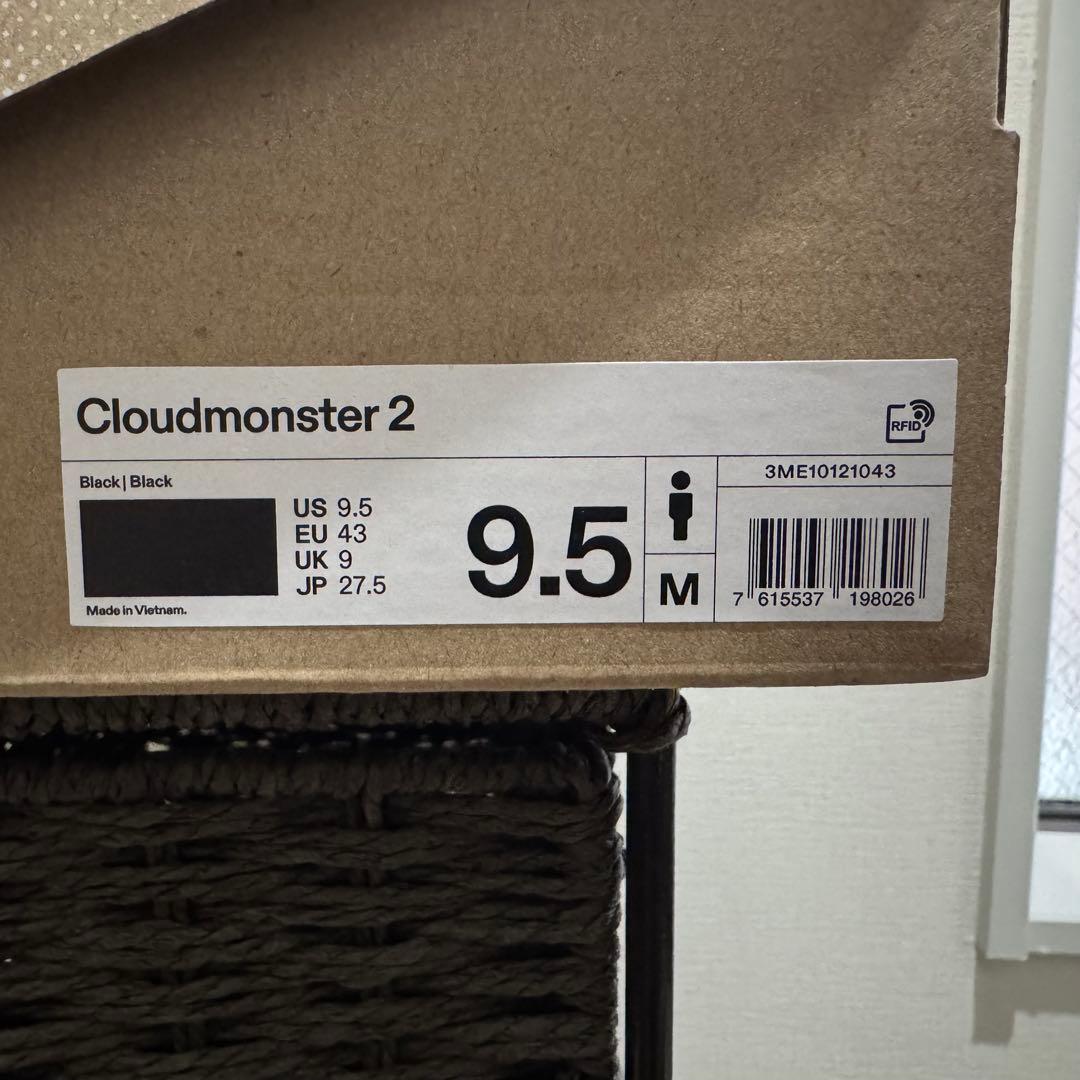 Cloudmonster 2
RFID
Black | Black
US 9.5
EU 43
UK 9
JP 27.5
Made in Vietnam.
9.5
M
3ME10121043
7 615537 198026